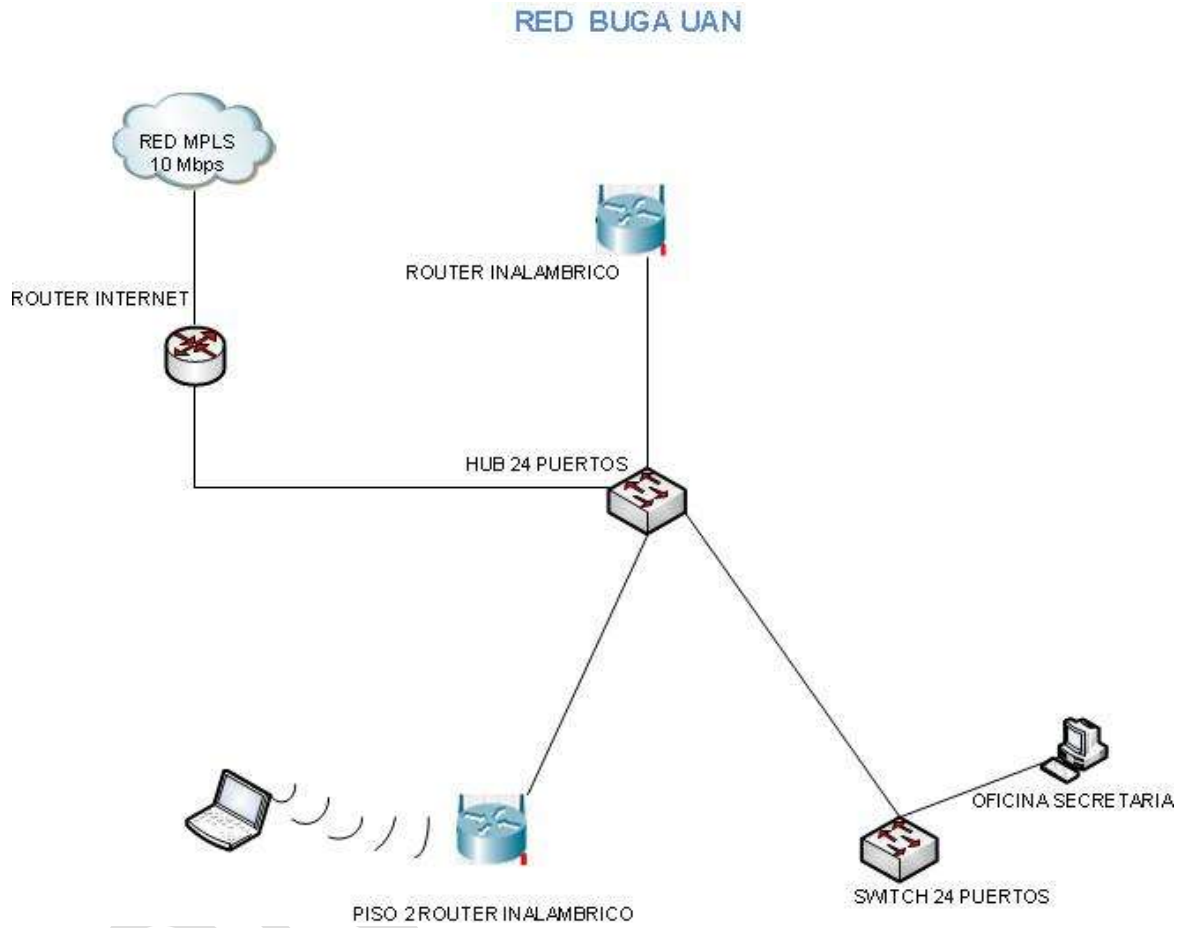 RED BUGA UAN
RED MPLS
10 Mbps
ROUTER INALAMBRICO
ROUTER INTERNET
HUB 24 PUERTOS
OFICINA SECRETARIA
SWITCH 24 PUERTOS
PISO 2 ROUTER INALAMBRICO